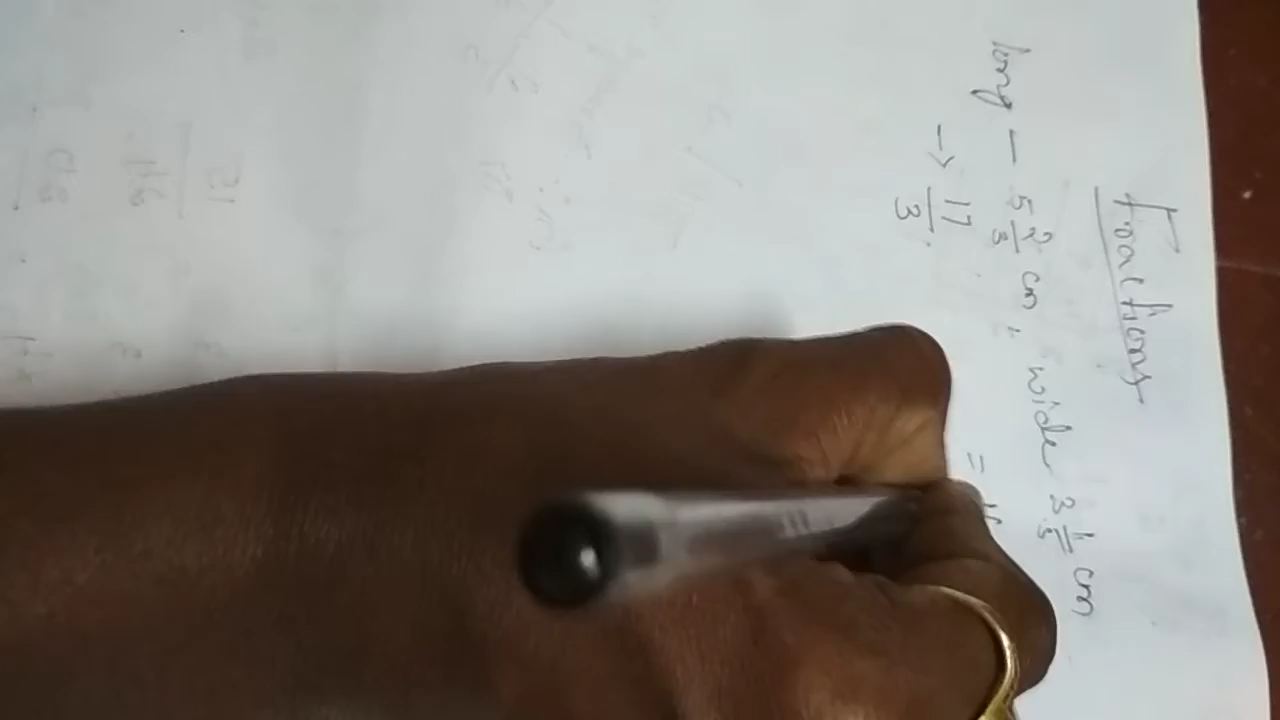 Fractions
long - 5 2/3 cm, wide 3 1/5 cm
→ 17/3 =